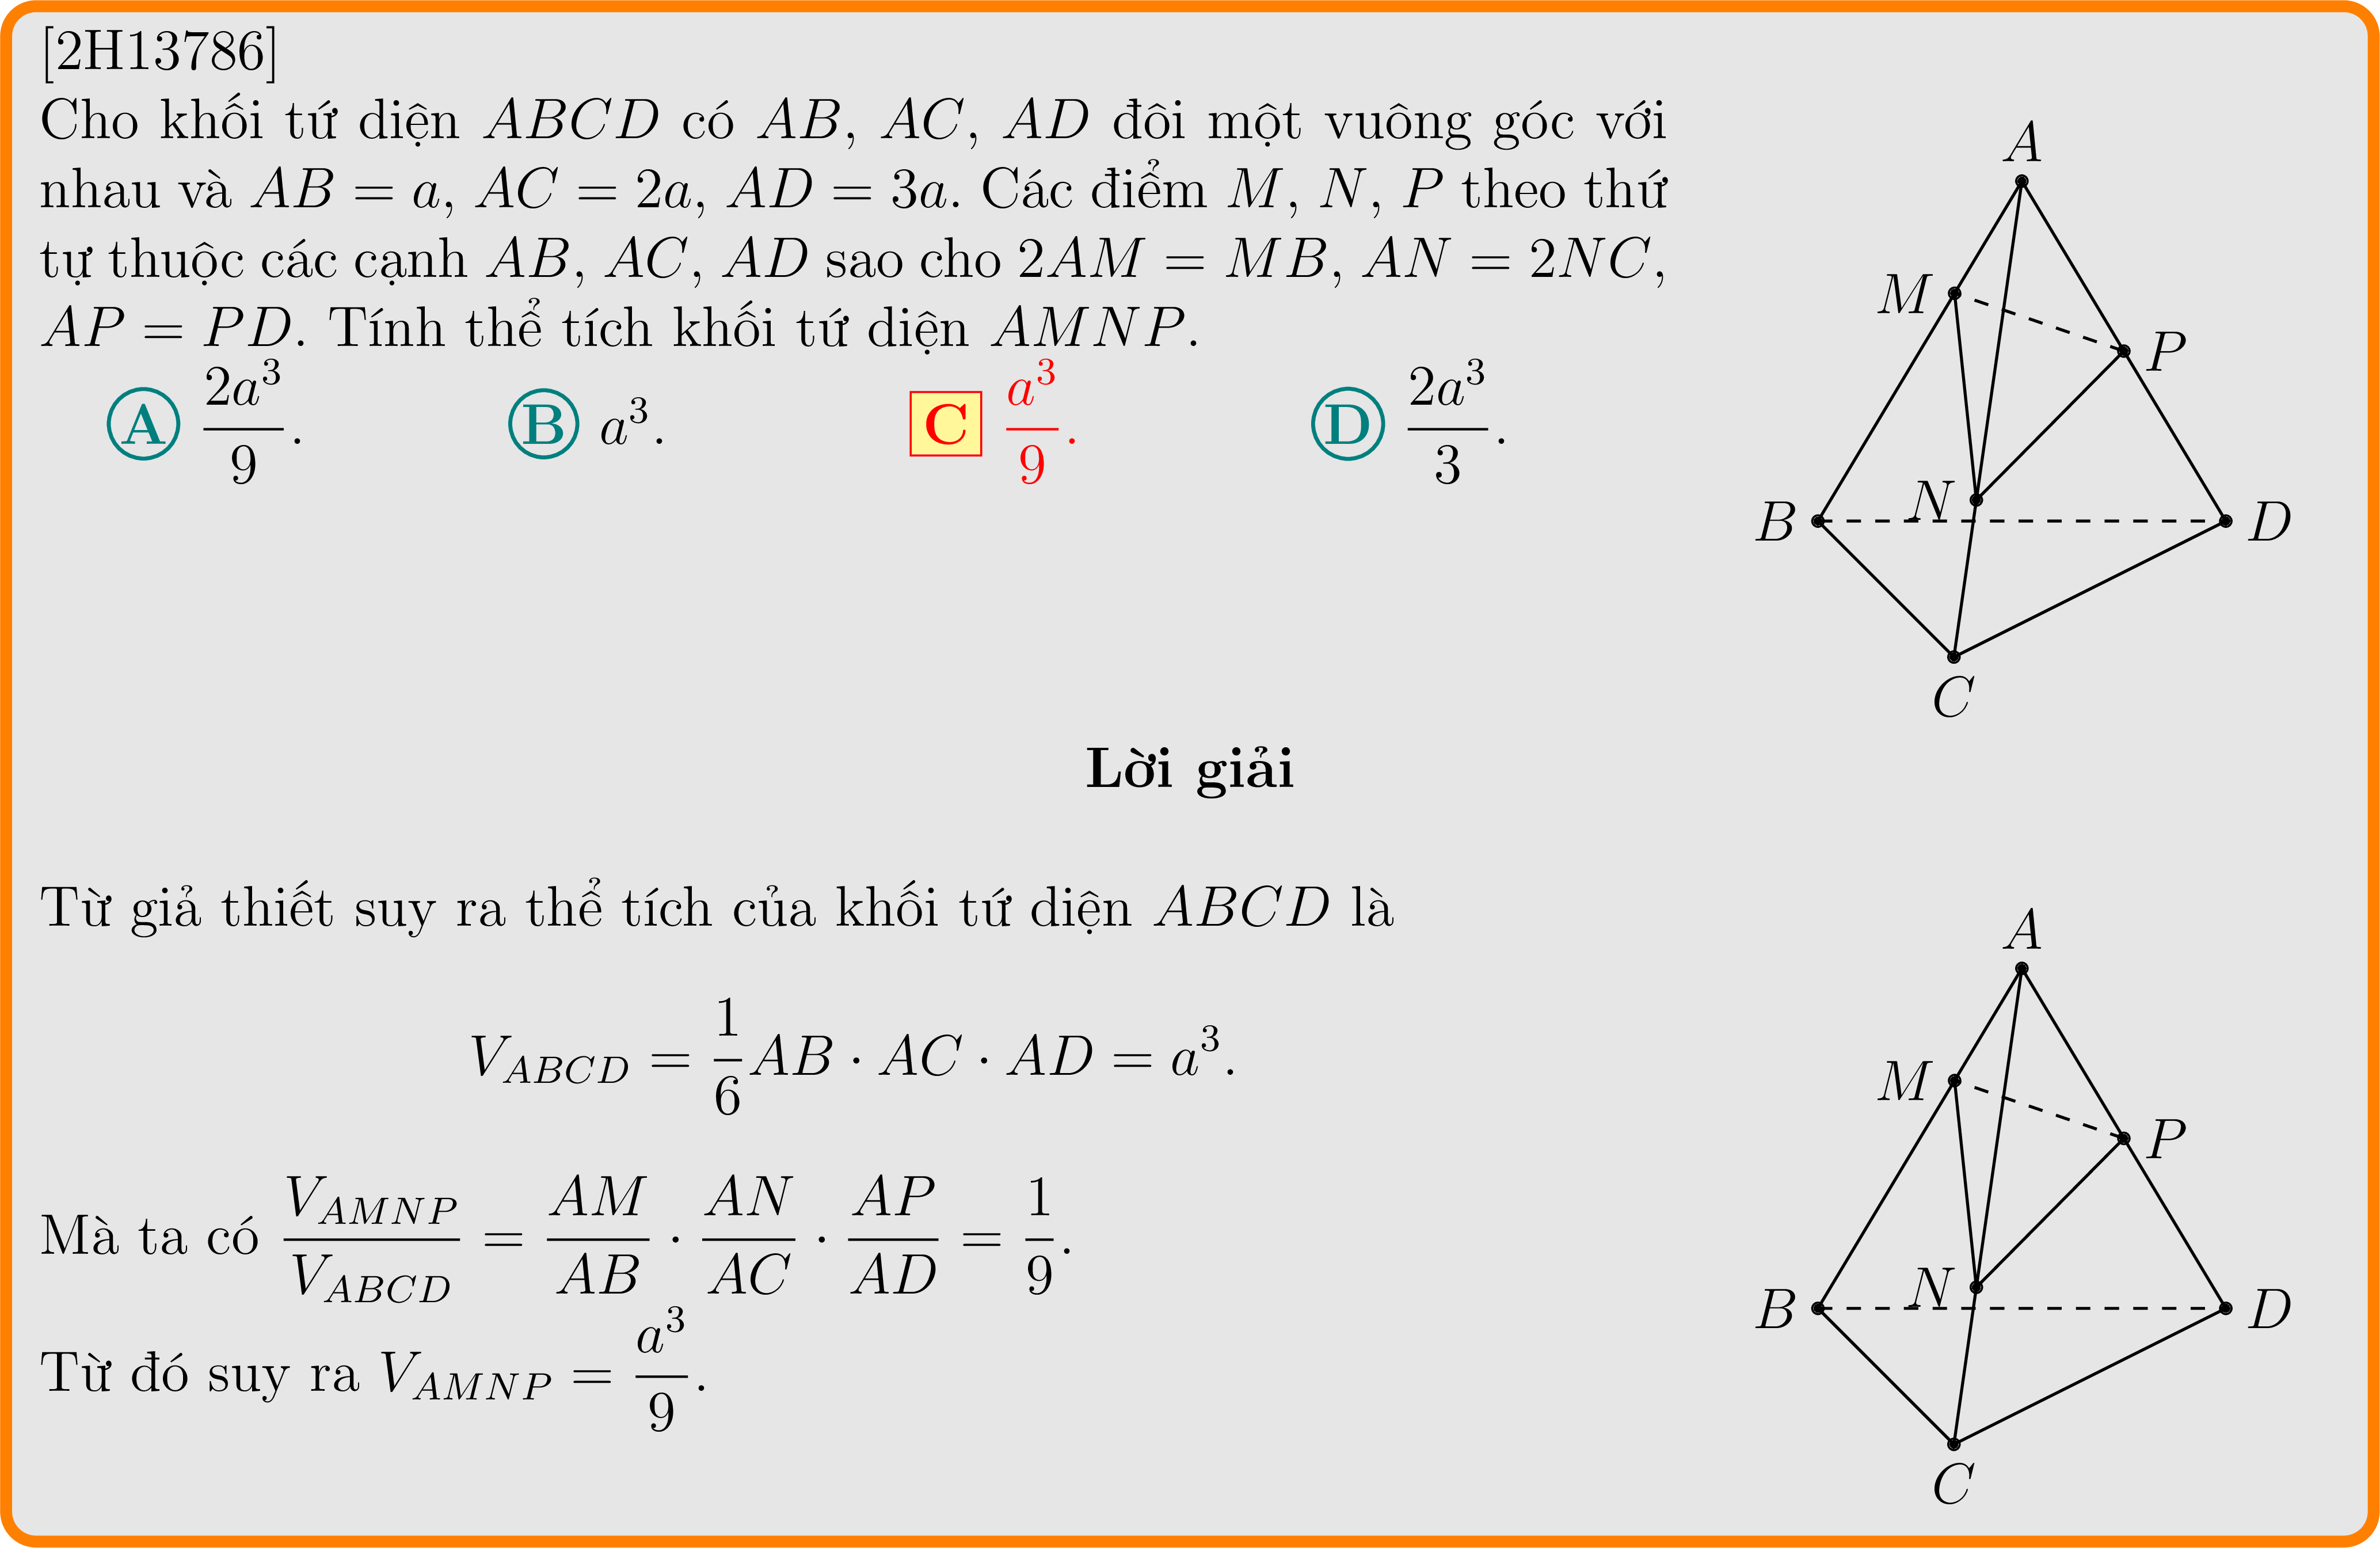 [2H13786]
Cho khối tứ diện ABCD có AB, AC, AD đôi một vuông góc với
nhau và AB = a, AC = 2a, AD = 3a. Các điểm M, N, P theo thứ
tự thuộc các cạnh AB, AC, AD sao cho 2AM = MB, AN = 2NC,
AP = PD. Tính thể tích khối tứ diện AMNP.
A $\frac{2a^3}{9}$. B $a^3$. C $\frac{a^3}{9}$. D $\frac{2a^3}{3}$.
A
M
P
N
B
D
C
Lời giải
Từ giả thiết suy ra thể tích của khối tứ diện ABCD là
$V_{ABCD} = \frac{1}{6}AB \cdot AC \cdot AD = a^3$.
Mà ta có $\frac{V_{AMNP}}{V_{ABCD}} = \frac{AM}{AB} \cdot \frac{AN}{AC} \cdot \frac{AP}{AD} = \frac{1}{9}$.
Từ đó suy ra $V_{AMNP} = \frac{a^3}{9}$.
A
M
P
N
B
D
C